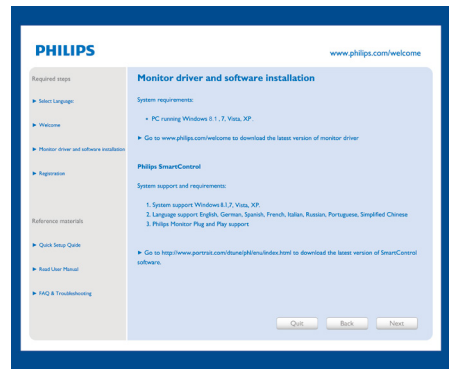 PHILIPS
www.philips.com/welcome
Required steps
► Select Language:
► Welcome
► Monitor driver and software installation
► Registration
Reference materials
► Quick Setup Guide
► Read User Manual
► FAQ & Troubleshooting
Monitor driver and software installation
System requirements:
• PC running Windows 8.1 , 7, Vista, XP.
► Go to www.philips.com/welcome to download the latest version of monitor driver
Philips SmartControl
System support and requirements:
1. System support Windows 8.1,7, Vista, XP.
2. Language support English, German, Spanish, French, Italian, Russian, Portuguese, Simplified Chinese
3. Philips Monitor Plug and Play support
► Go to http://www.portrait.com/dtune/phl/enu/index.html to download the latest version of SmartControl
software.
Quit
Back
Next